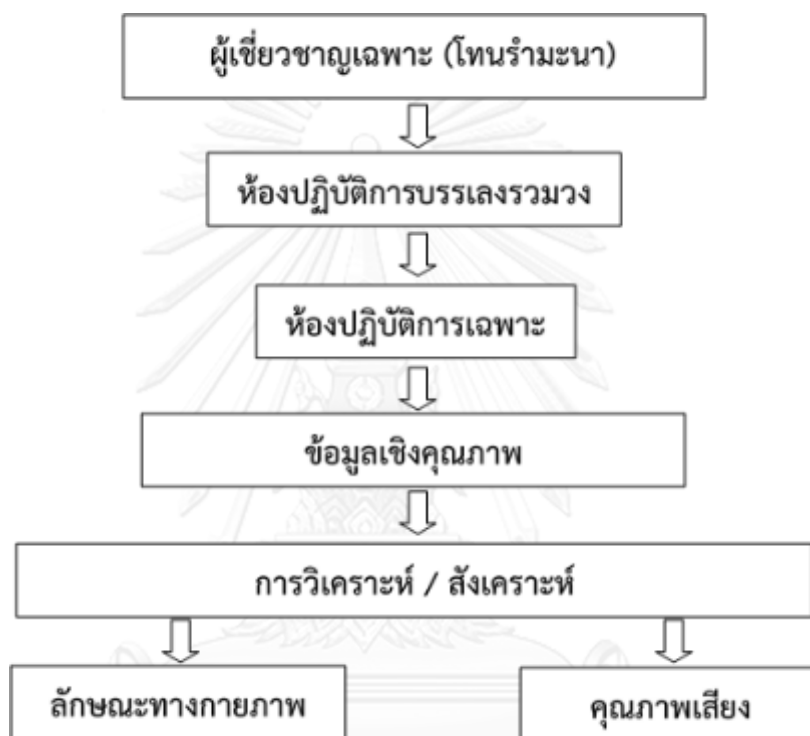 ผู้เชี่ยวชาญเฉพาะ (โทนรำมะนา)
ห้องปฏิบัติการบรรเลงรวมวง
ห้องปฏิบัติการเฉพาะ
ข้อมูลเชิงคุณภาพ
การวิเคราะห์ / สังเคราะห์
ลักษณะทางกายภาพ
คุณภาพเสียง